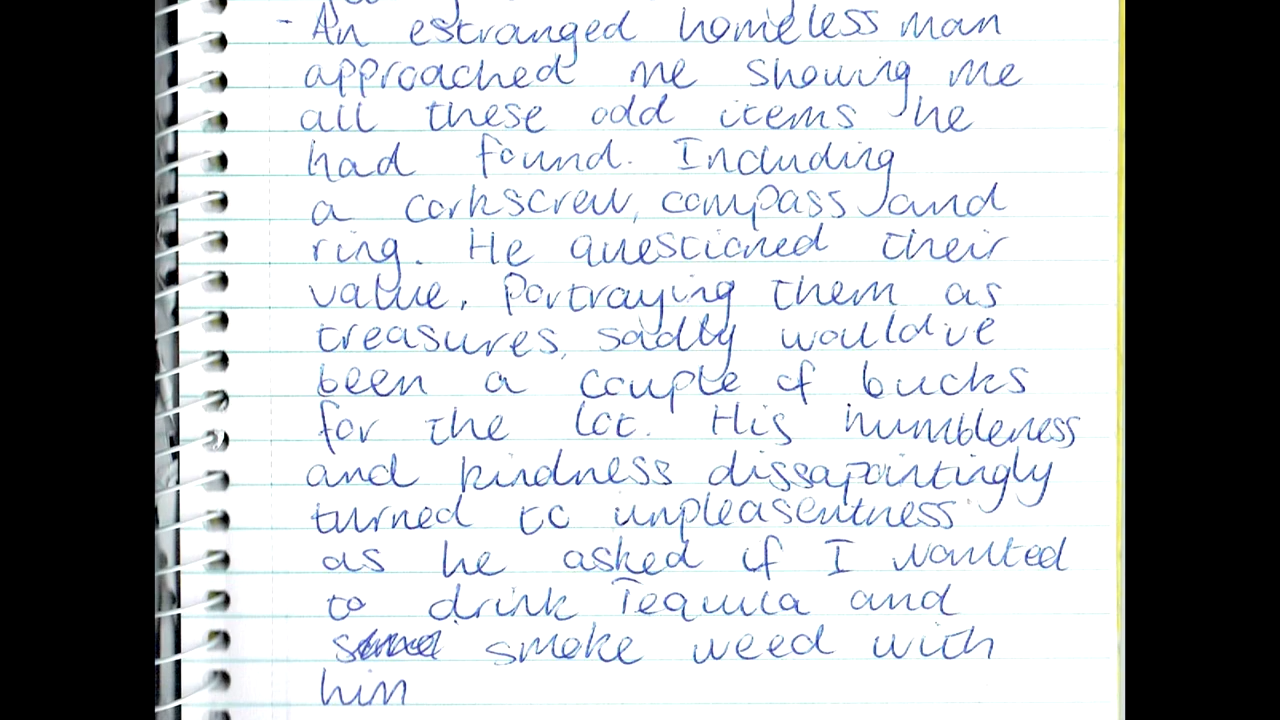 - An estranged homeless man
approached me showing me
all these odd items he
had found. Including
a corkscrew, compass and
ring. He questioned their
value. Portraying them as
treasures, sadly would've
been a couple of bucks
for the lot. His humbleness
and kindness dissapointingly
turned to unpleasentness
as he asked if I wanted
to drink Tequila and
smoke weed with
him